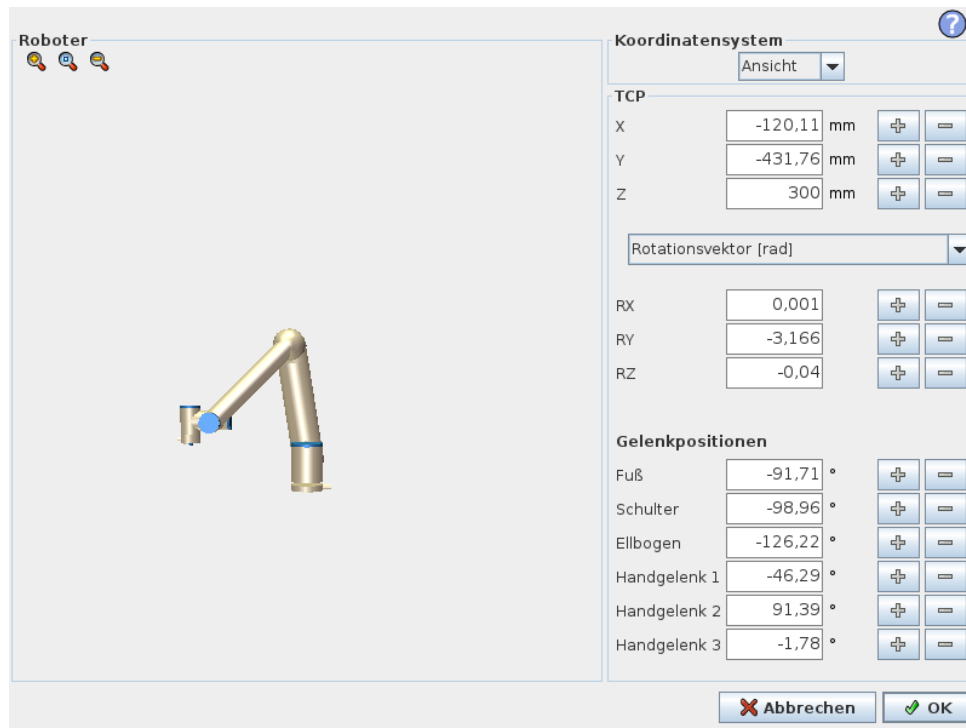 Roboter
Koordinatensystem
Ansicht
TCP
X -120,11 mm
Y -431,76 mm
Z 300 mm
Rotationsvektor [rad]
RX 0,001
RY -3,166
RZ -0,04
Gelenkpositionen
Fuß -91,71 °
Schulter -98,96 °
Ellbogen -126,22 °
Handgelenk 1 -46,29 °
Handgelenk 2 91,39 °
Handgelenk 3 -1,78 °
Abbrechen OK